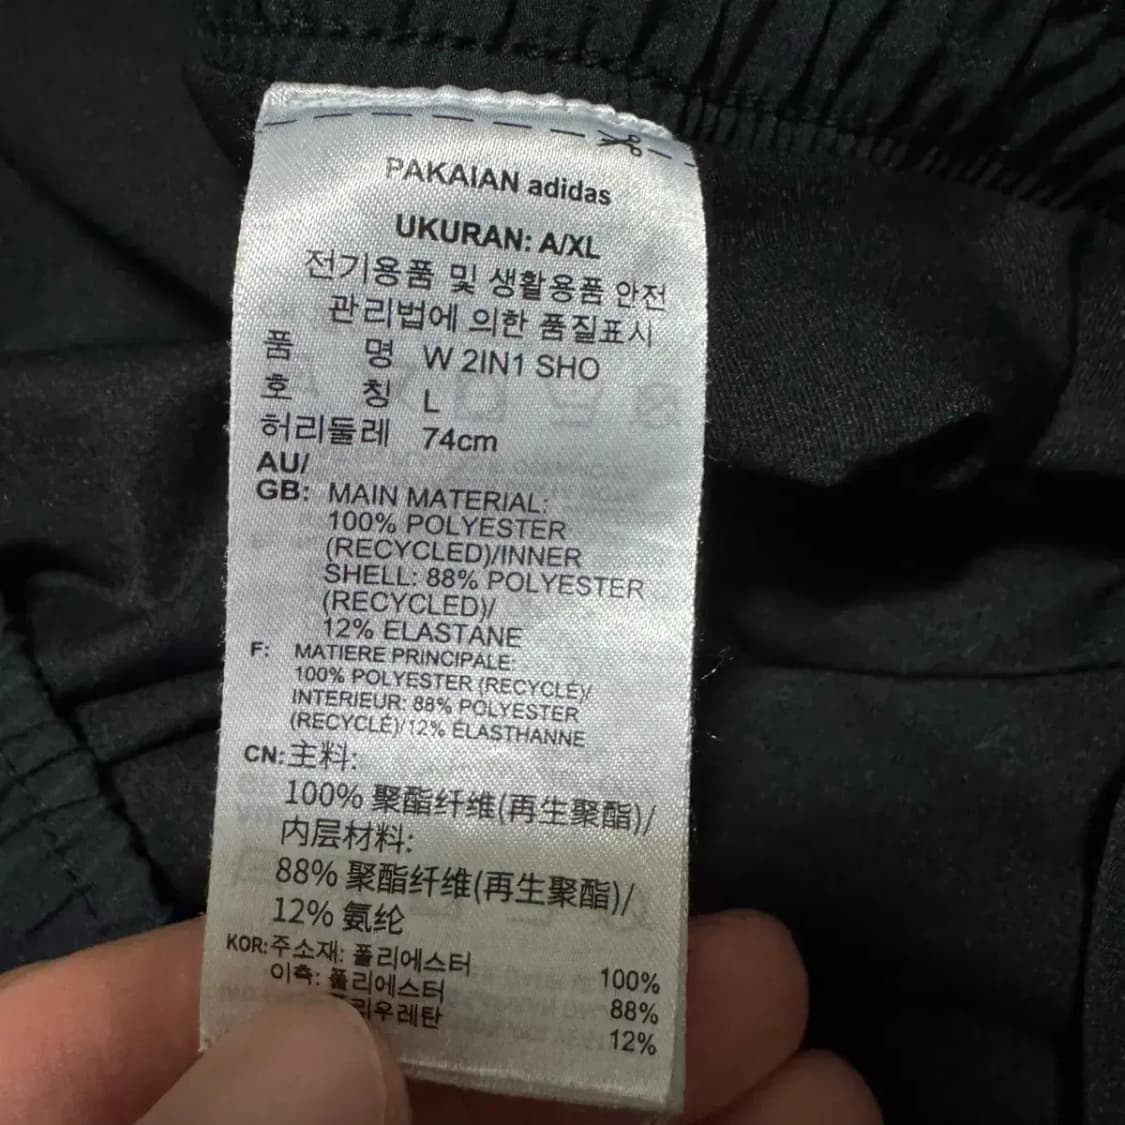 PAKAIAN adidas
UKURAN: A/XL
전기용품 및 생활용품 안전
관리법에 의한 품질표시
품 명 W 2IN1 SHO
호 칭 L
허리둘레 74cm
AU/
GB: MAIN MATERIAL:
100% POLYESTER
(RECYCLED)/INNER
SHELL: 88% POLYESTER
(RECYCLED)/
12% ELASTANE
F: MATIERE PRINCIPALE:
100% POLYESTER (RECYCLÉ)/
INTERIEUR: 88% POLYESTER
(RECYCLÉ)/12% ÉLASTHANNE
CN: 主料:
100% 聚酯纤维(再生聚酯)/
内层材料:
88% 聚酯纤维(再生聚酯)/
12% 氨纶
KOR: 주소재: 폴리에스터 100%
이측: 폴리에스터 88%
리우레탄 12%